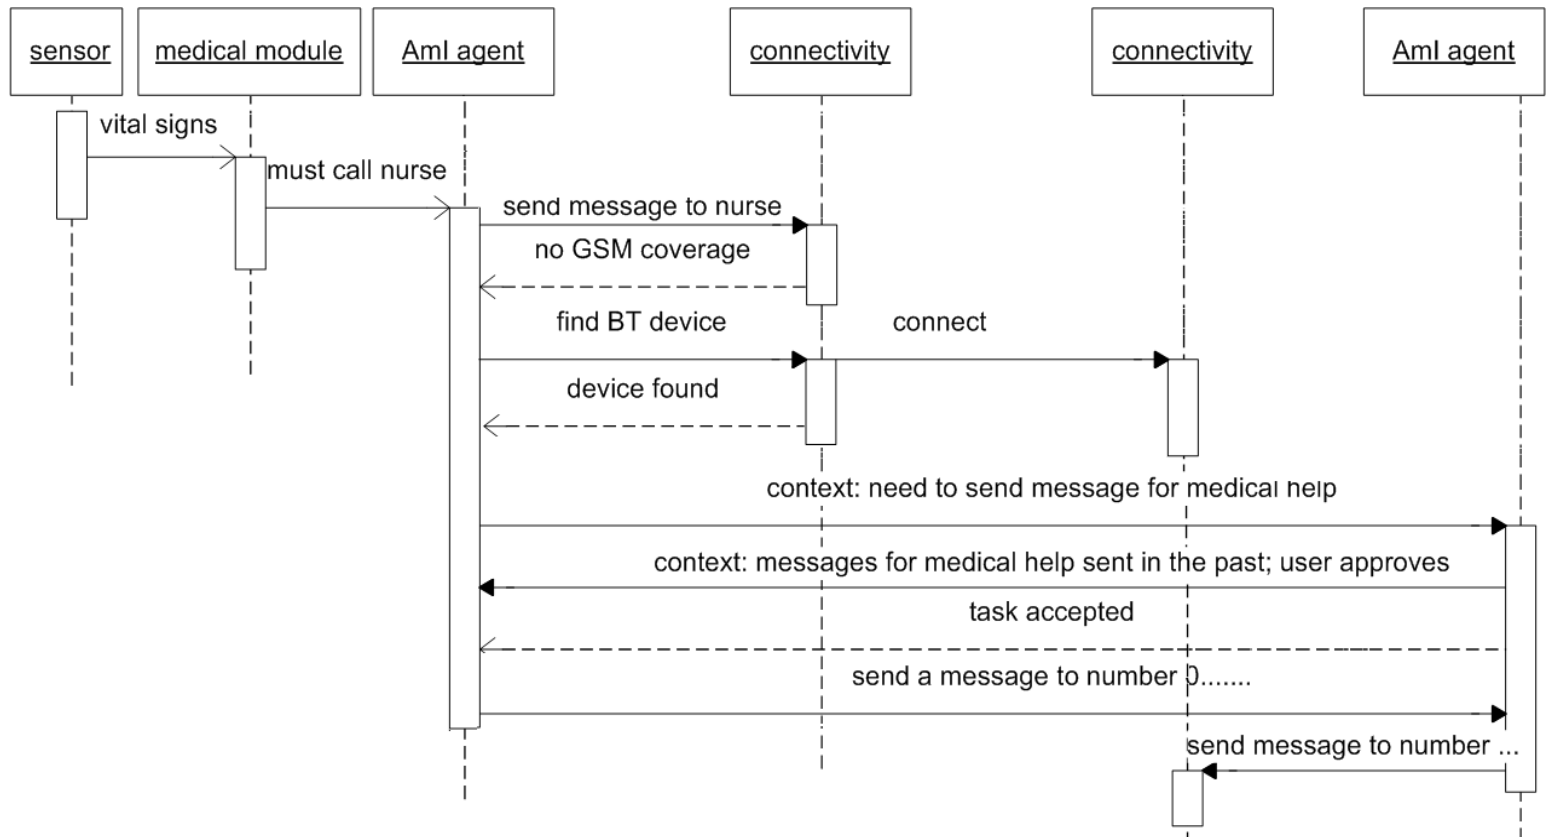 sensor
medical module
AmI agent
connectivity
connectivity
AmI agent
vital signs
must call nurse
send message to nurse
no GSM coverage
find BT device
connect
device found
context: need to send message for medical help
context: messages for medical help sent in the past; user approves
task accepted
send a message to number 0.......
send message to number ...